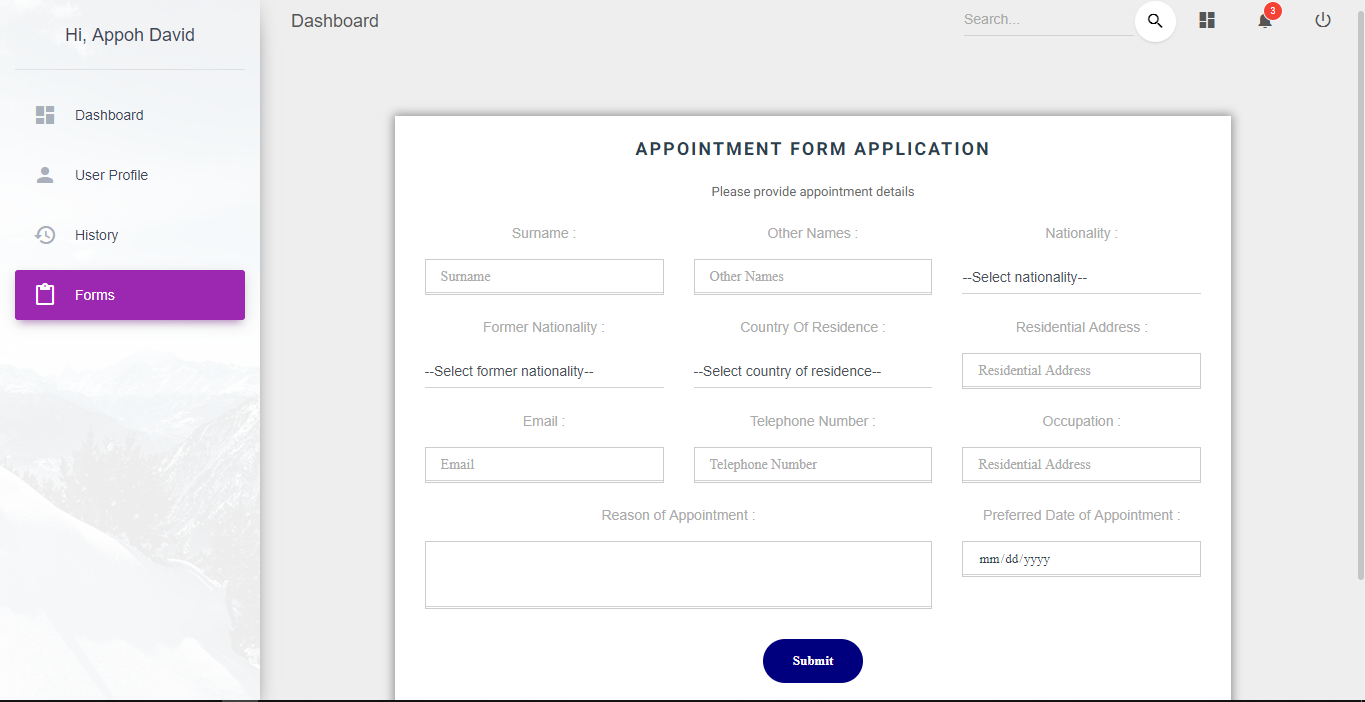 Hi, Appoh David
Dashboard
User Profile
History
Forms
Dashboard
Search...
3
APPOINTMENT FORM APPLICATION
Please provide appointment details
Surname :
Other Names :
Nationality :
Surname
Other Names
--Select nationality--
Former Nationality :
Country Of Residence :
Residential Address :
--Select former nationality--
--Select country of residence--
Residential Address
Email :
Telephone Number :
Occupation :
Email
Telephone Number
Residential Address
Reason of Appointment :
Preferred Date of Appointment :
mm/dd/yyyy
Submit